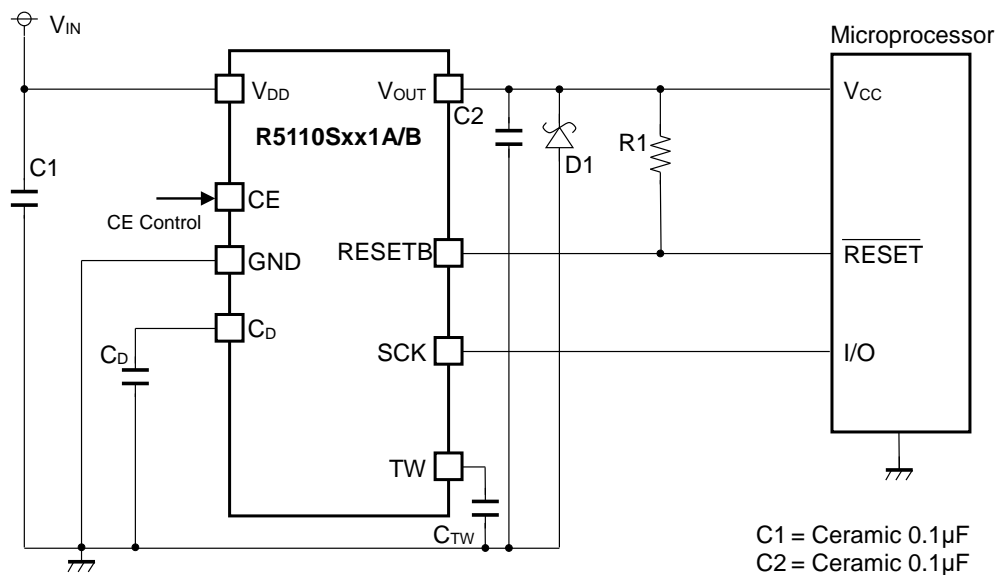 VIN
Microprocessor
VDD
VOUT
C2
VCC
R5110Sxx1A/B
C1
D1
R1
CE
CE Control
RESETB
RESET
GND
CD
CD
SCK
I/O
TW
CTW
C1 = Ceramic 0.1µF
C2 = Ceramic 0.1µF